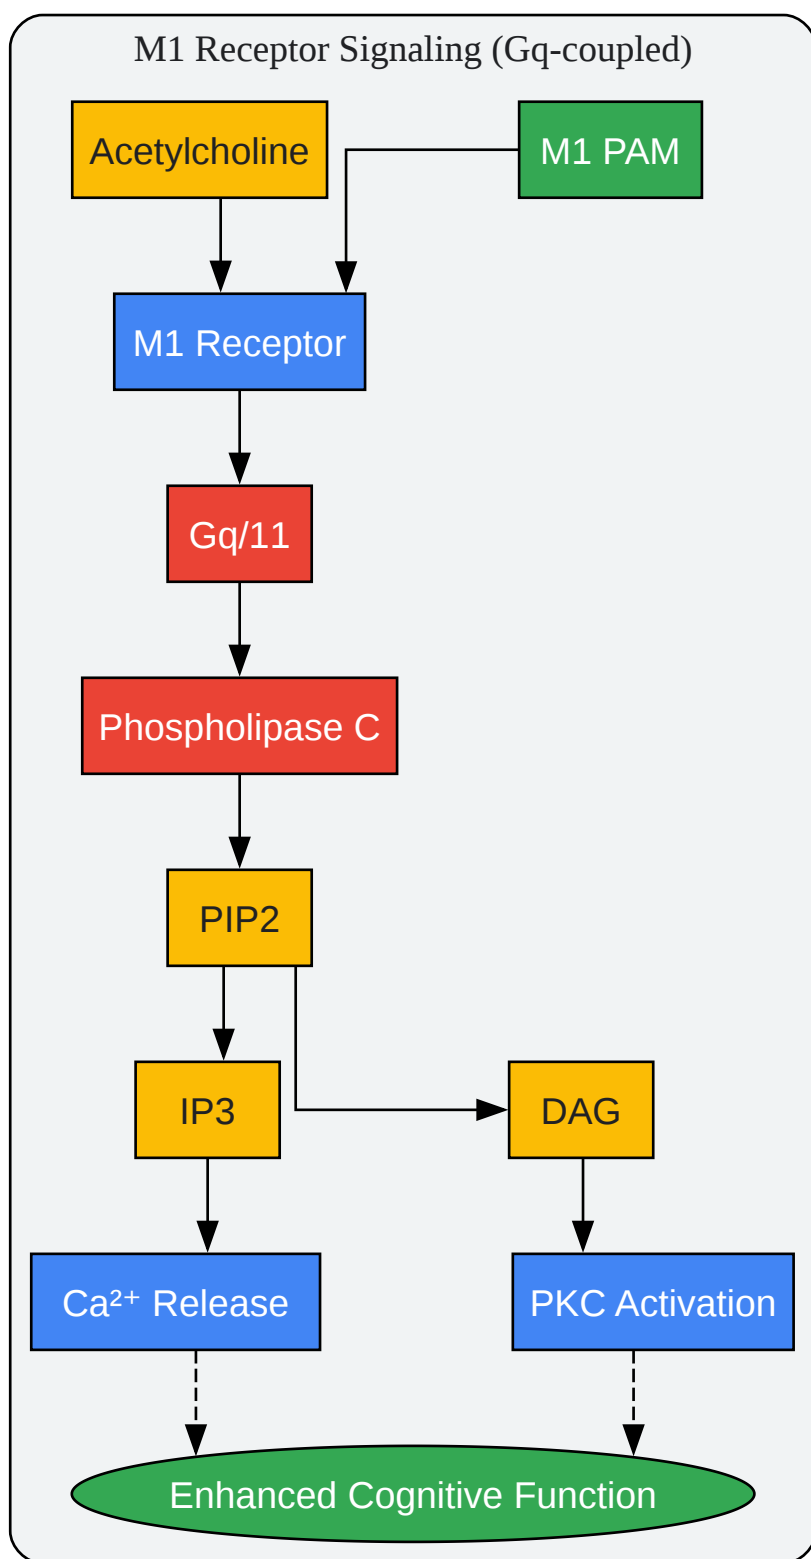 M1 Receptor Signaling (Gq-coupled)
Acetylcholine
M1 PAM
M1 Receptor
Gq/11
Phospholipase C
PIP2
IP3
DAG
Ca²⁺ Release
PKC Activation
Enhanced Cognitive Function